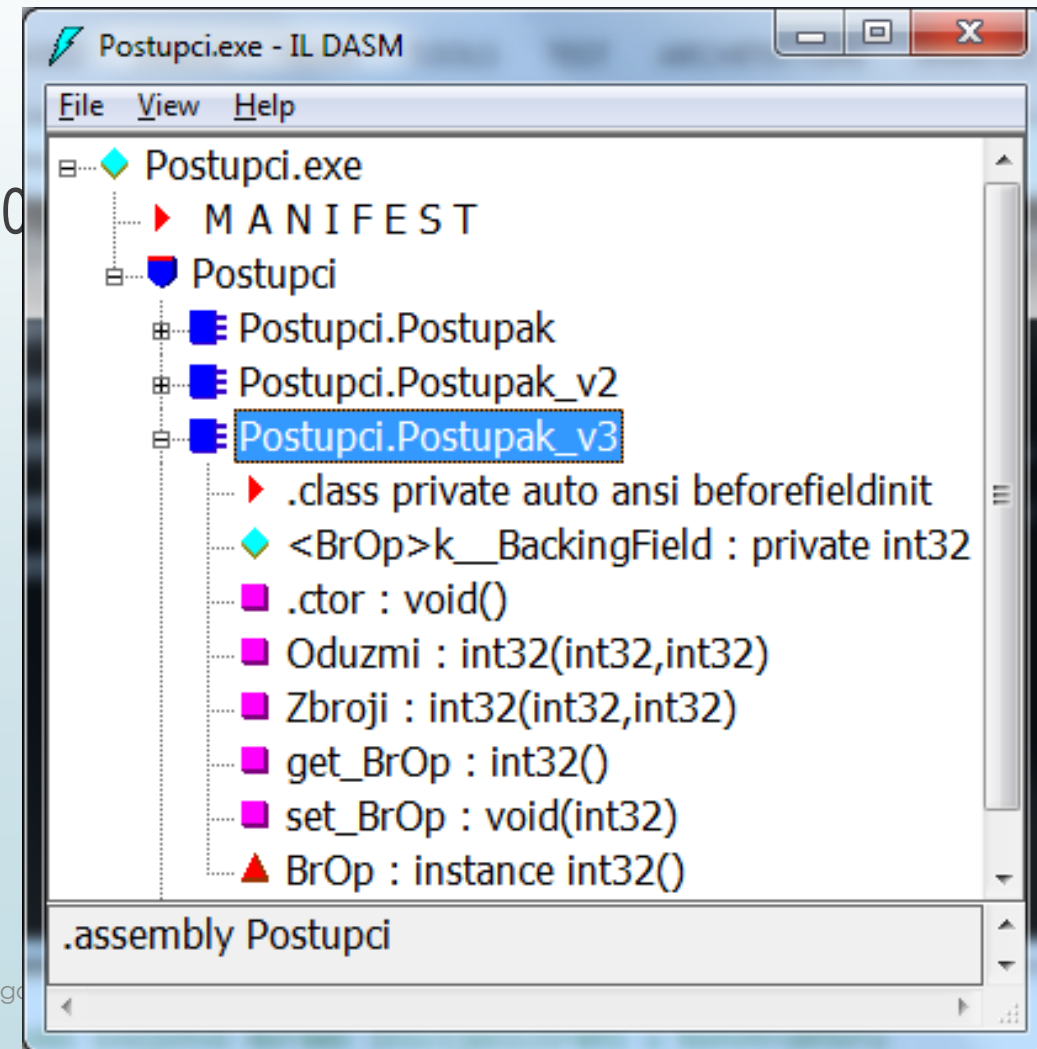 Postupci.exe - IL DASM
File View Help
Postupci.exe
M A N I F E S T
Postupci
Postupci.Postupak
Postupci.Postupak_v2
Postupci.Postupak_v3
.class private auto ansi beforefieldinit
<BrOp>k__BackingField : private int32
.ctor : void()
Oduzmi : int32(int32,int32)
Zbroji : int32(int32,int32)
get_BrOp : int32()
set_BrOp : void(int32)
BrOp : instance int32()
.assembly Postupci